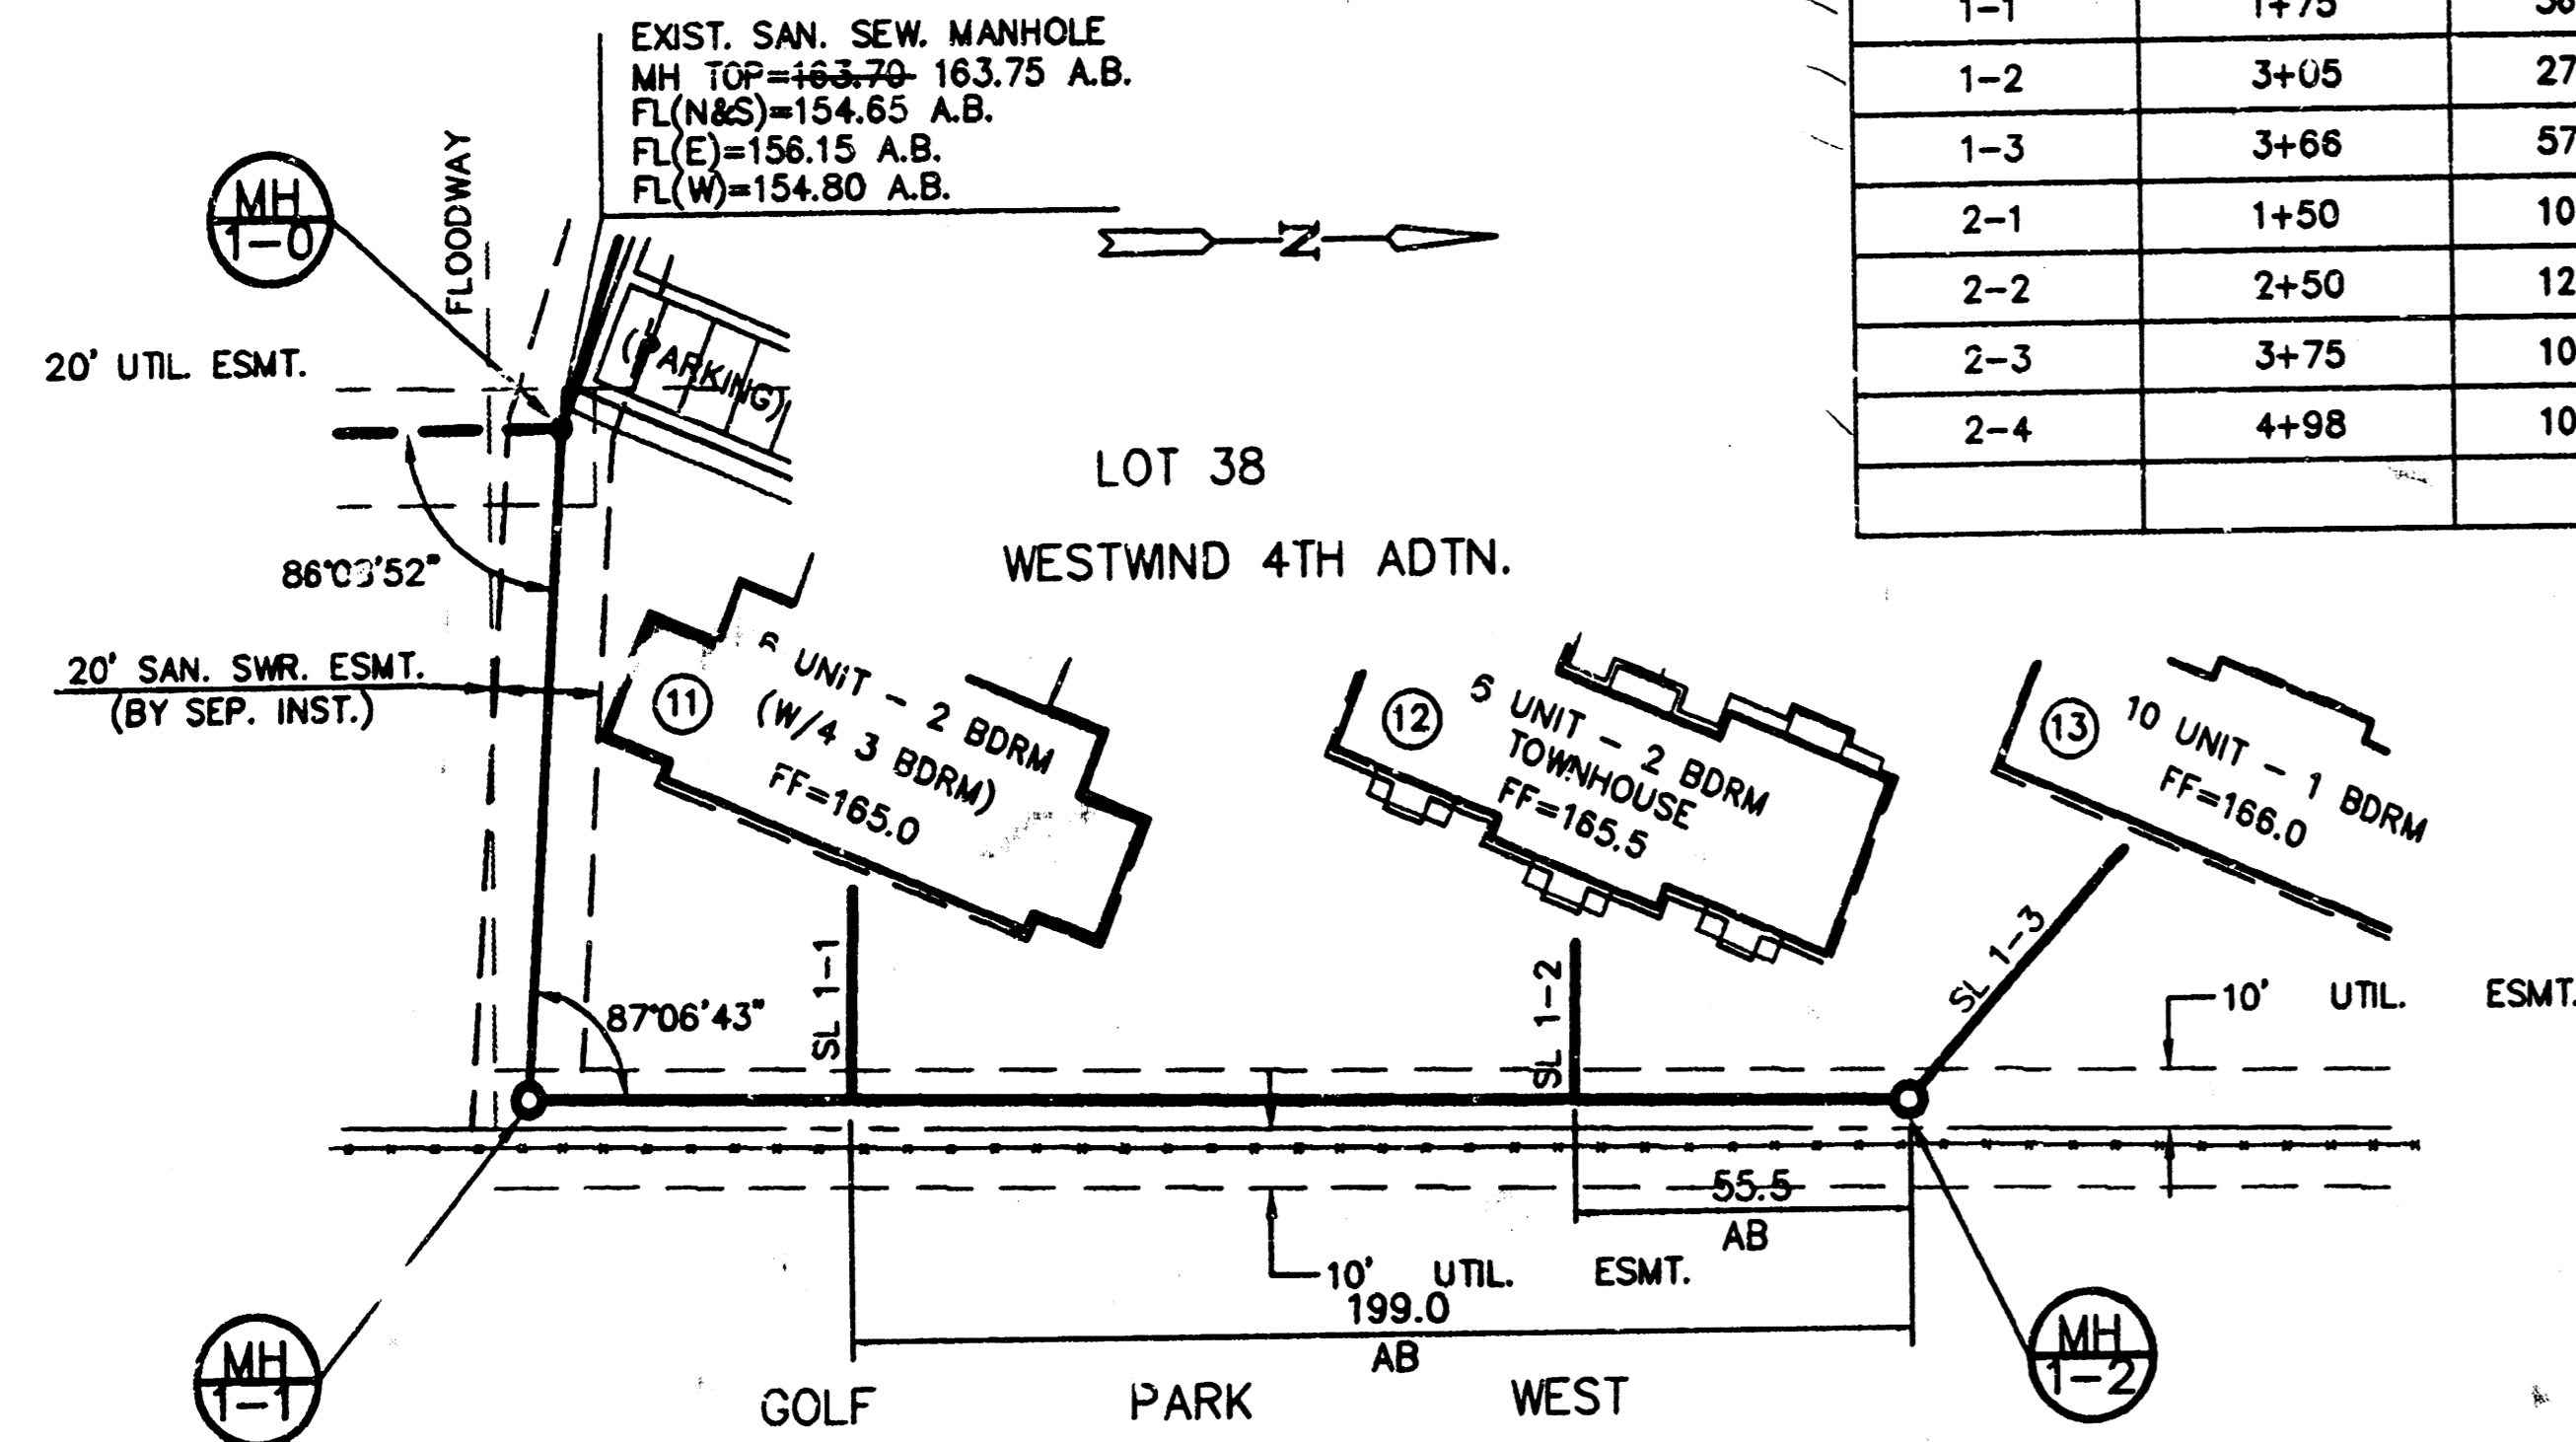 EXIST. SAN. SEW. MANHOLE
MH TOP=163.70 163.75 A.B.
FL(N&S)=154.65 A.B.
FL(E)=156.15 A.B.
FL(W)=154.80 A.B.
MH
1-0
FLOODWAY
N
20' UTIL. ESMT.
(PARKING)
1-1 1+75
1-2 3+05 27
1-3 3+66 57
2-1 1+50 10
2-2 2+50 12
2-3 3+75 10
2-4 4+98 10
LOT 38
WESTWIND 4TH ADTN.
20' SAN. SWR. ESMT.
(BY SEP. INST.)
11
UNIT - 2 BDRM
(W/4 3 BDRM)
FF=165.0
12
UNIT - 2 BDRM
TOWNHOUSE
FF=165.5
13
10 UNIT - 1 BDRM
FF=166.0
87°06'43"
SL 1-1
SL 1-2
SL 1-3
10' UTIL. ESMT.
55.5
AB
10' UTIL. ESMT.
199.0
AB
MH
1-1
MH
1-2
GOLF PARK WEST